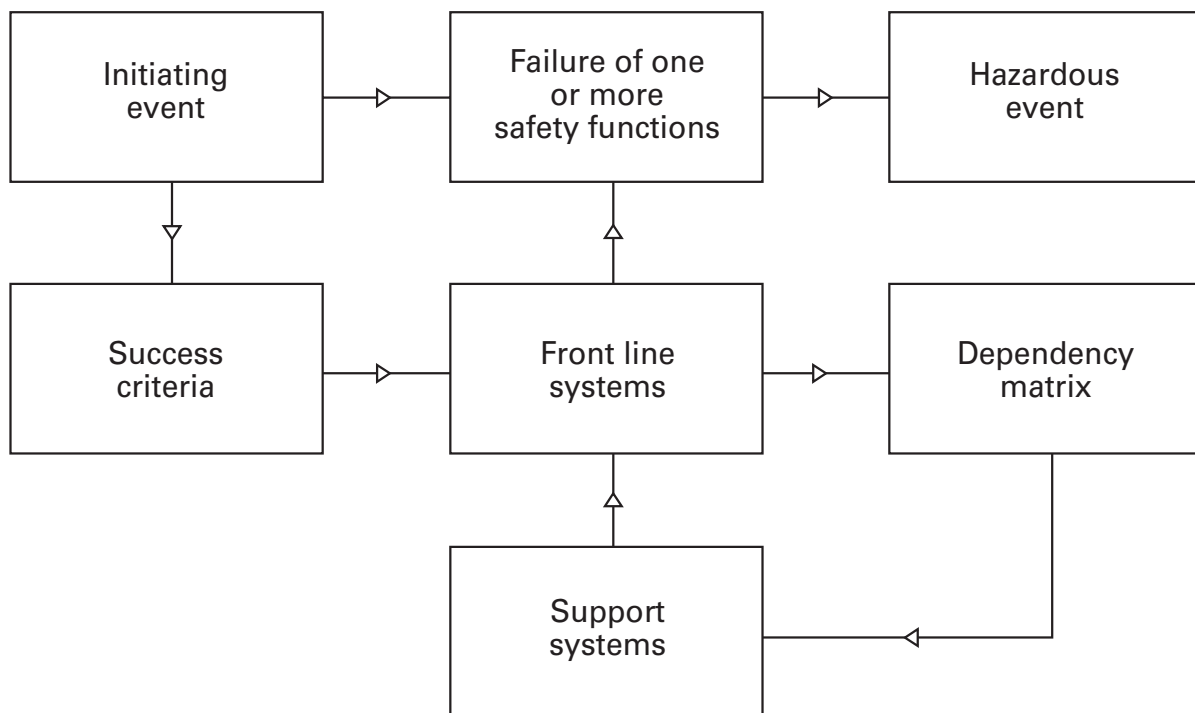 Initiating
event
Failure of one
or more
safety functions
Hazardous
event
Success
criteria
Front line
systems
Dependency
matrix
Support
systems